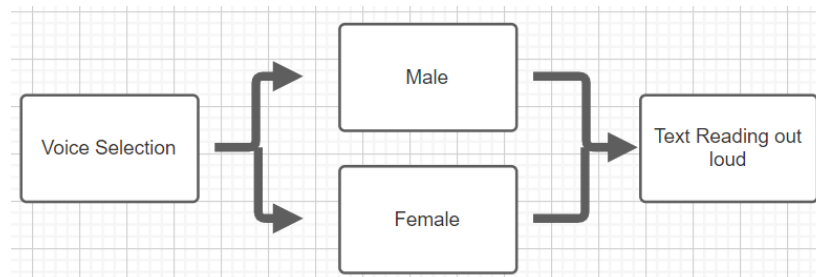 Voice Selection
Male
Female
Text Reading out
loud